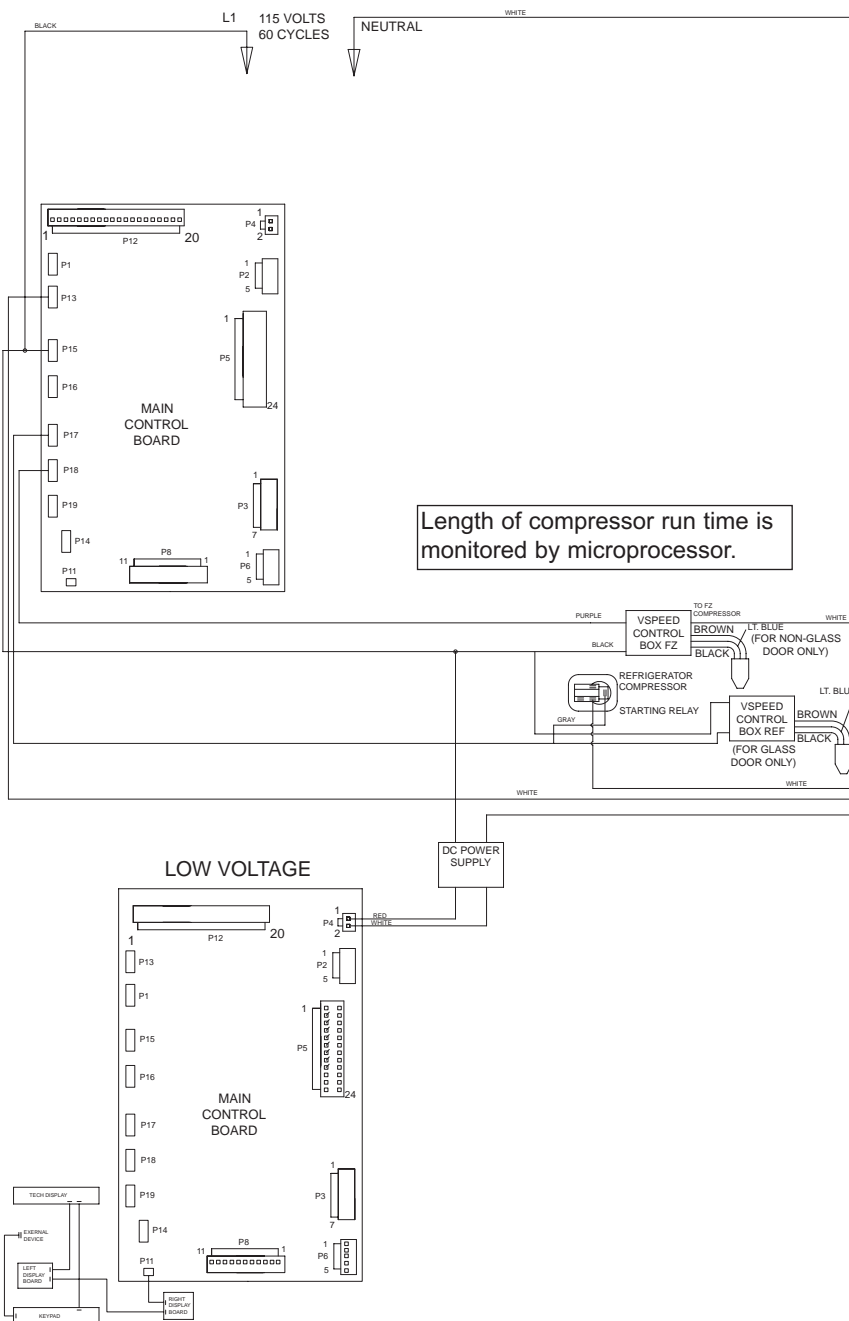 BLACK
L1
115 VOLTS
60 CYCLES
NEUTRAL
WHITE
1
P12
20
1
P4
2
P1
1
P2
5
P13
1
P15
P5
P16
24
MAIN
CONTROL
BOARD
P17
P18
1
P19
P3
7
P14
P8
11
1
P11
1
P6
5
Length of compressor run time is
monitored by microprocessor.
PURPLE
TO FZ
COMPRESSOR
WHITE
VSPEED
CONTROL
BOX FZ
BROWN
LT. BLUE
(FOR NON-GLASS
DOOR ONLY)
BLACK
BLACK
REFRIGERATOR
COMPRESSOR
STARTING RELAY
GRAY
LT. BLU
VSPEED
CONTROL
BOX REF
BROWN
BLACK
(FOR GLASS
DOOR ONLY)
WHITE
WHITE
DC POWER
SUPPLY
LOW VOLTAGE
1
P12
20
1
P4
2
RED
WHITE
P13
1
P2
5
P1
1
P15
P5
P16
24
MAIN
CONTROL
BOARD
P17
P18
1
P19
P3
7
P14
P8
11
1
P11
1
P6
5
TECH DISPLAY
EXERNAL
DEVICE
LEFT
DISPLAY
BOARD
RIGHT
DISPLAY
BOARD
KEYPAD